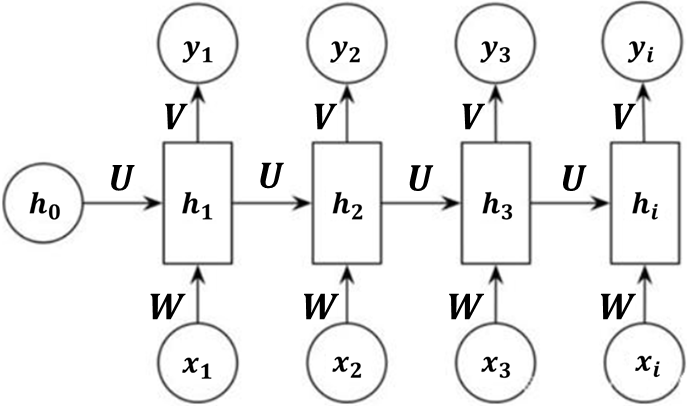 y₁ y₂ y₃ yᵢ
V V V V
U U U U
h₀ h₁ h₂ h₃ hᵢ
W W W W
x₁ x₂ x₃ xᵢ